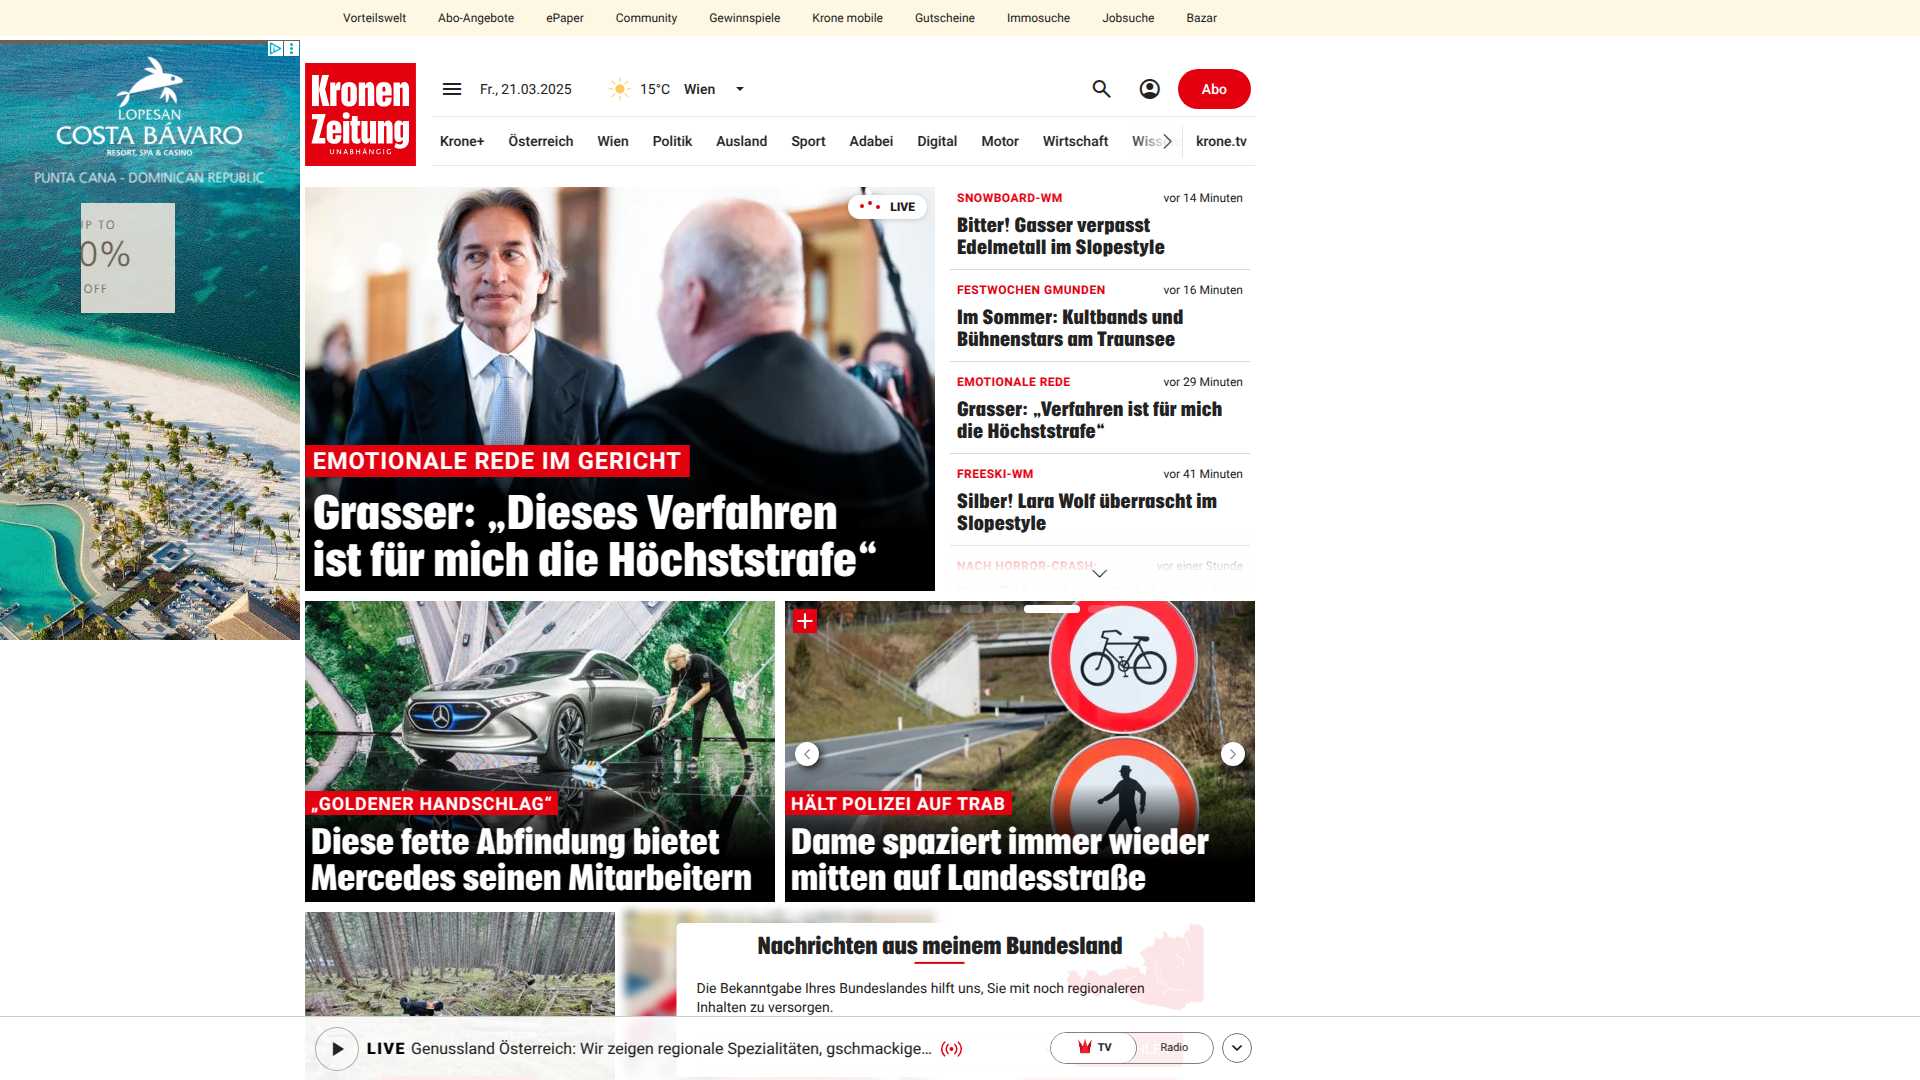 Vorteilswelt Abo-Angebote ePaper Community Gewinnspiele Krone mobile Gutscheine Immosuche Jobsuche Bazar
LOPESAN
COSTA BÁVARO
RESORT, SPA & CASINO
PUNTA CANA - DOMINICAN REPUBLIC
UP TO
0%
OFF
Kronen
Zeitung
UNABHÄNGIG
Fr., 21.03.2025 15°C Wien
Abo
Krone+ Österreich Wien Politik Ausland Sport Adabei Digital Motor Wirtschaft Wiss krone.tv
LIVE
EMOTIONALE REDE IM GERICHT
Grasser: „Dieses Verfahren
ist für mich die Höchststrafe“
SNOWBOARD-WM vor 14 Minuten
Bitter! Gasser verpasst
Edelmetall im Slopestyle
FESTWOCHEN GMUNDEN vor 16 Minuten
Im Sommer: Kultbands und
Bühnenstars am Traunsee
EMOTIONALE REDE vor 29 Minuten
Grasser: „Verfahren ist für mich
die Höchststrafe“
FREESKI-WM vor 41 Minuten
Silber! Lara Wolf überrascht im
Slopestyle
NACH HORROR-CRASH: vor einer Stunde
„GOLDENER HANDSCHLAG“
Diese fette Abfindung bietet
Mercedes seinen Mitarbeitern
HÄLT POLIZEI AUF TRAB
Dame spaziert immer wieder
mitten auf Landesstraße
Nachrichten aus meinem Bundesland
Die Bekanntgabe Ihres Bundeslandes hilft uns, Sie mit noch regionaleren
Inhalten zu versorgen.
LIVE Genussland Österreich: Wir zeigen regionale Spezialitäten, gschmackige... TV Radio